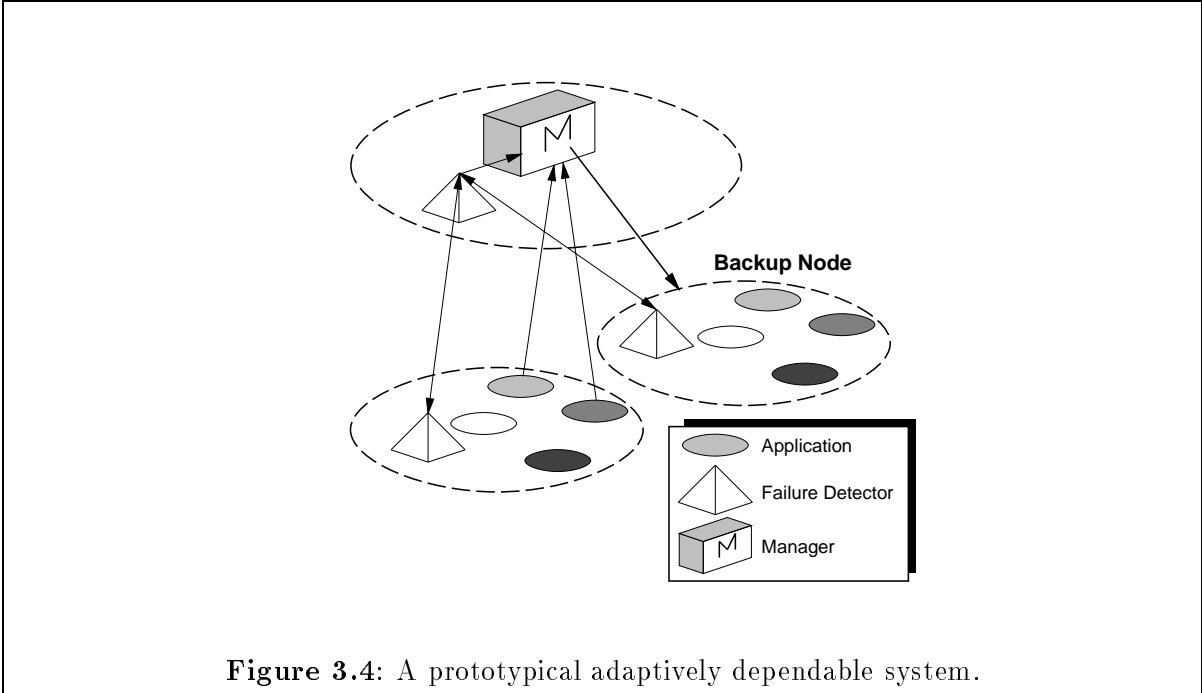 M
Backup Node
Application
Failure Detector
M
Manager
Figure 3.4: A prototypical adaptively dependable system.